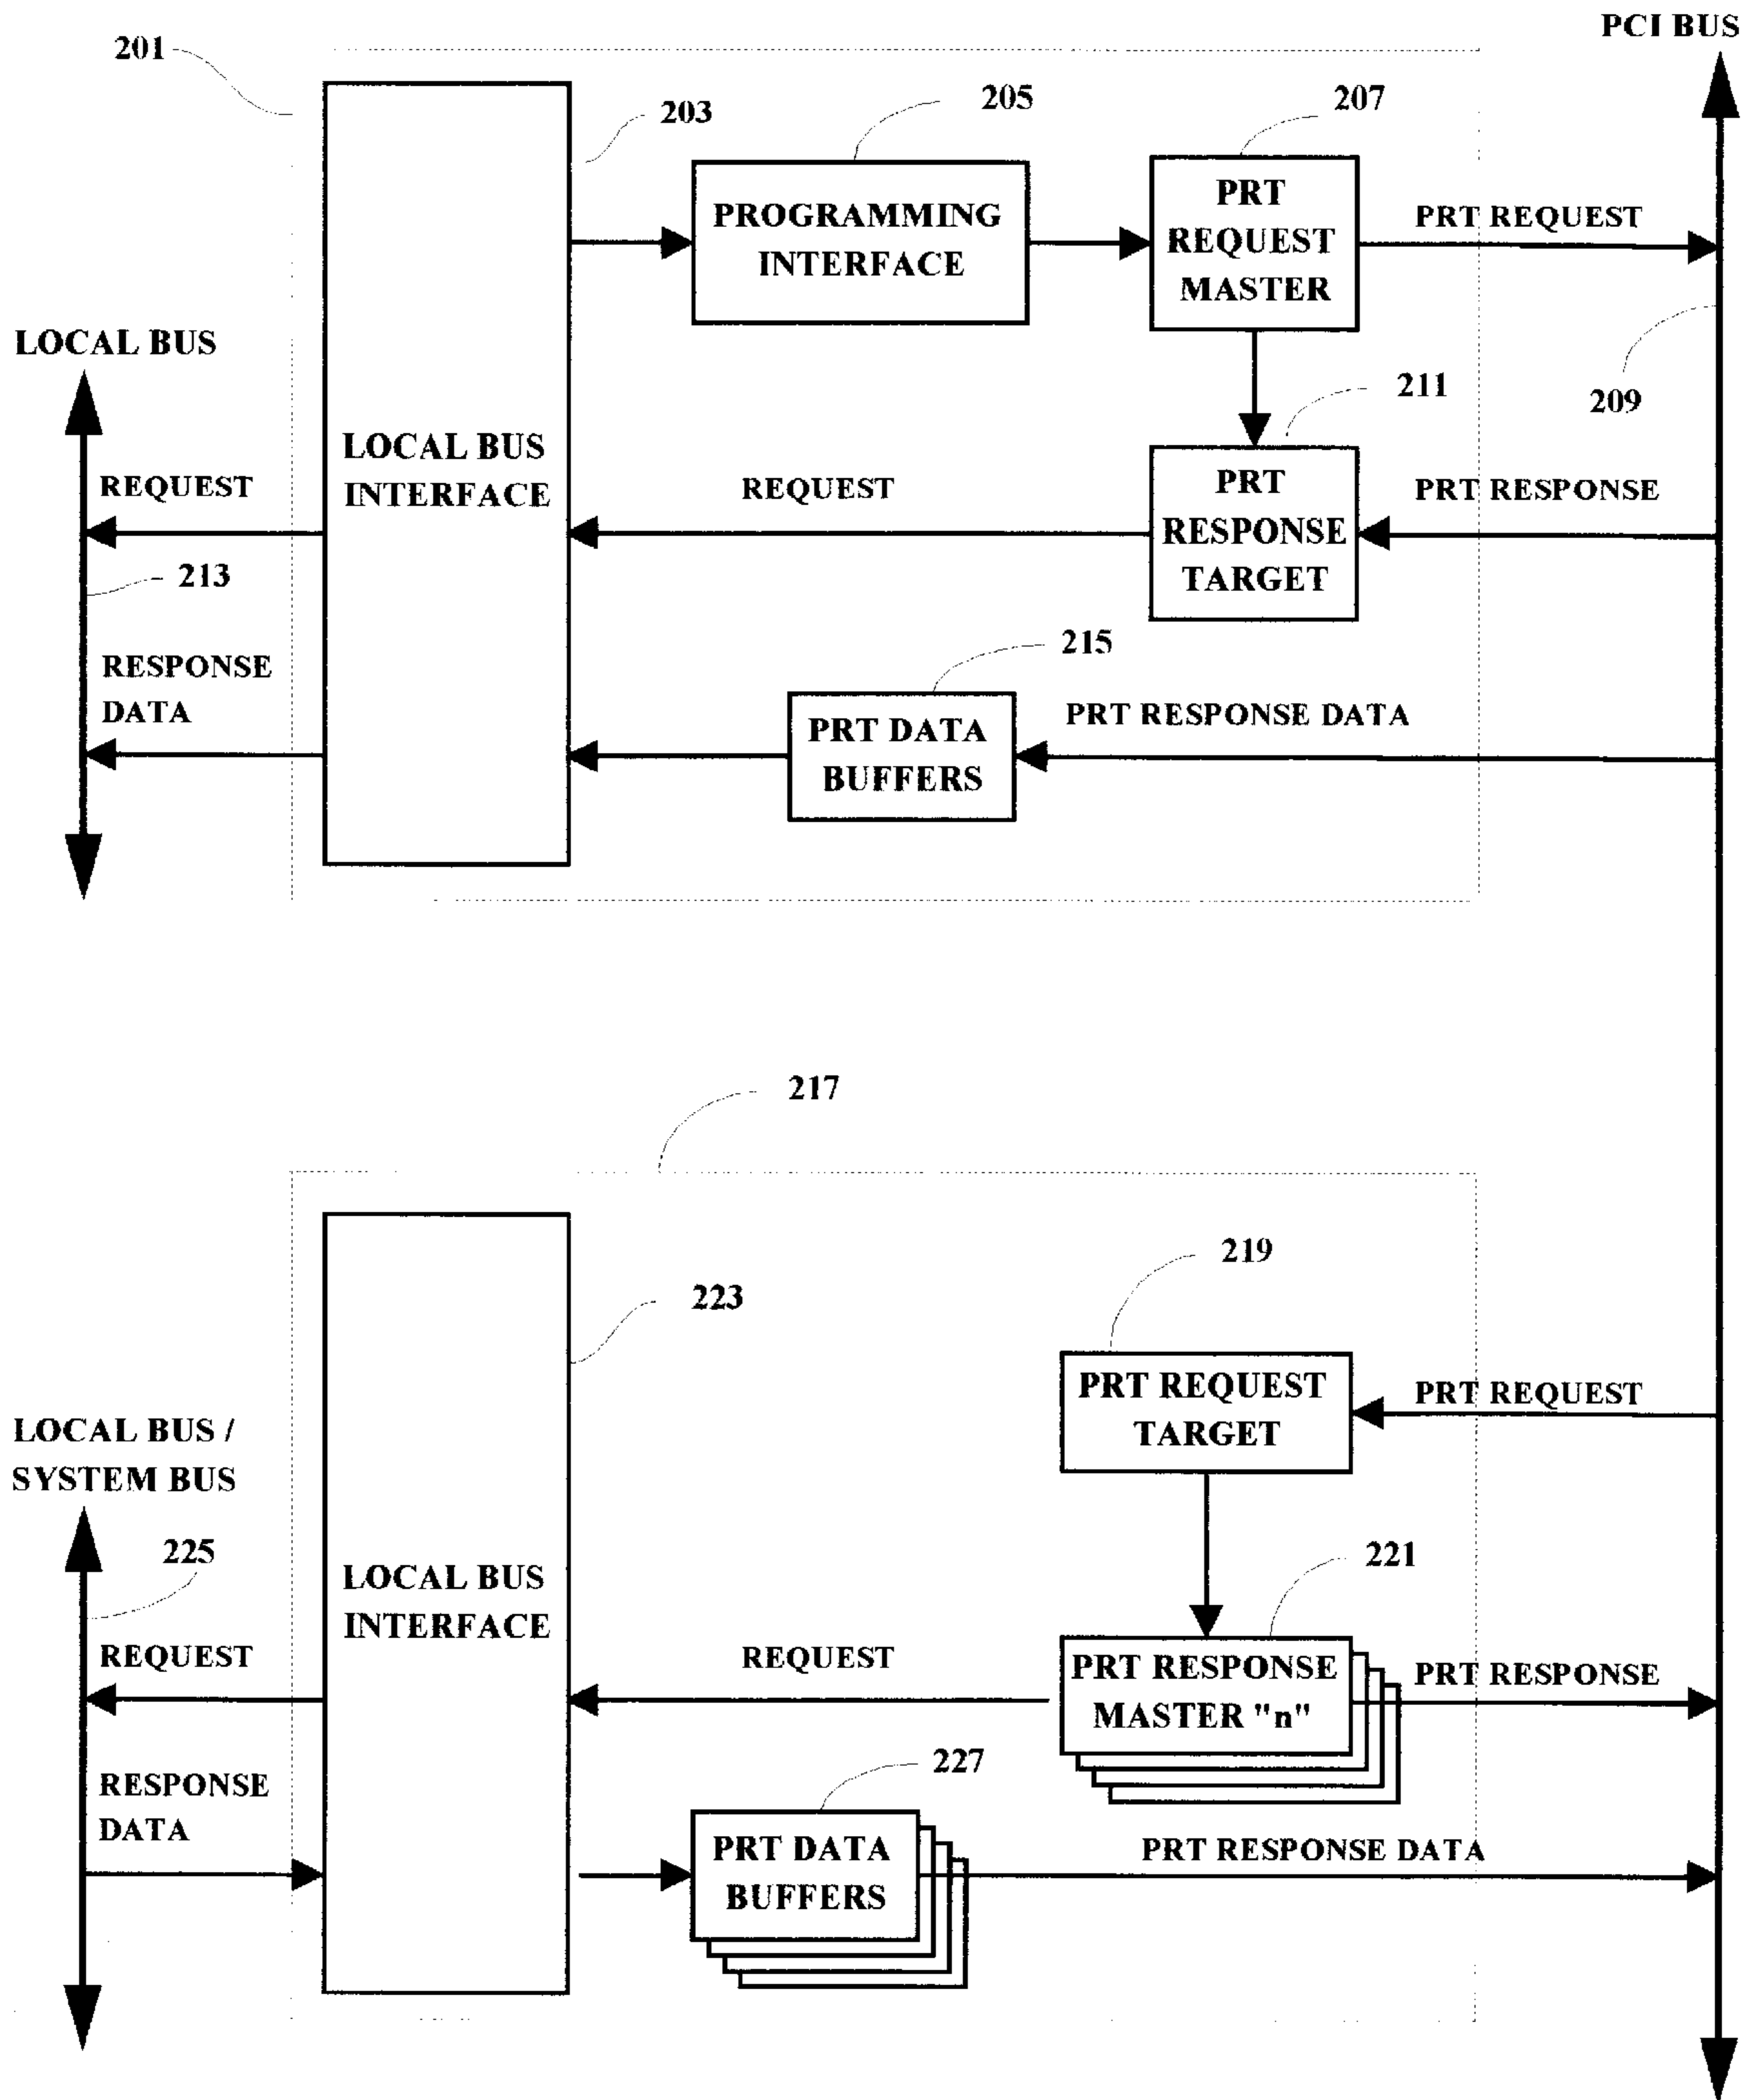 PCI BUS
201
203
205
207
PROGRAMMING
INTERFACE
PRT
REQUEST
MASTER
PRT REQUEST
LOCAL BUS
209
211
LOCAL BUS
INTERFACE
REQUEST
REQUEST
PRT
RESPONSE
TARGET
PRT RESPONSE
213
215
RESPONSE
DATA
PRT DATA
BUFFERS
PRT RESPONSE DATA
217
219
223
PRT REQUEST
TARGET
PRT REQUEST
LOCAL BUS /
SYSTEM BUS
225
221
LOCAL BUS
INTERFACE
REQUEST
REQUEST
PRT RESPONSE
MASTER "n"
PRT RESPONSE
227
RESPONSE
DATA
PRT DATA
BUFFERS
PRT RESPONSE DATA